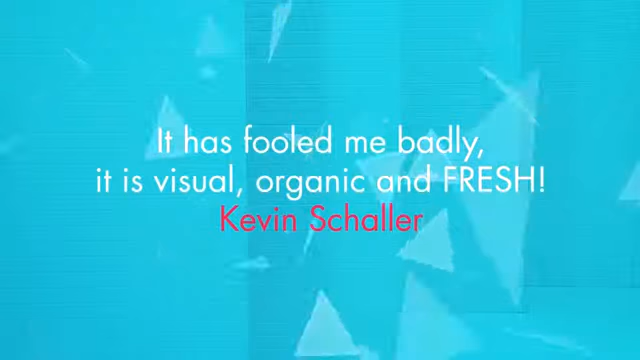 It has fooled me badly,
it is visual, organic and FRESH!
Kevin Schaller